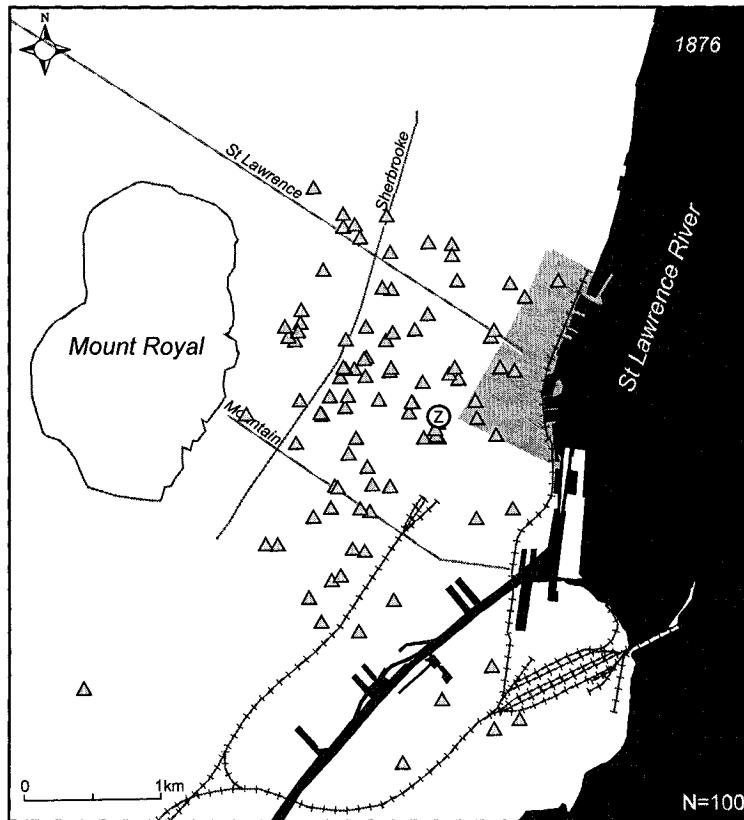 N
1876
St Lawrence
Sherbrooke
St Lawrence River
Mount Royal
Mountain
Z
0 1km
N=100